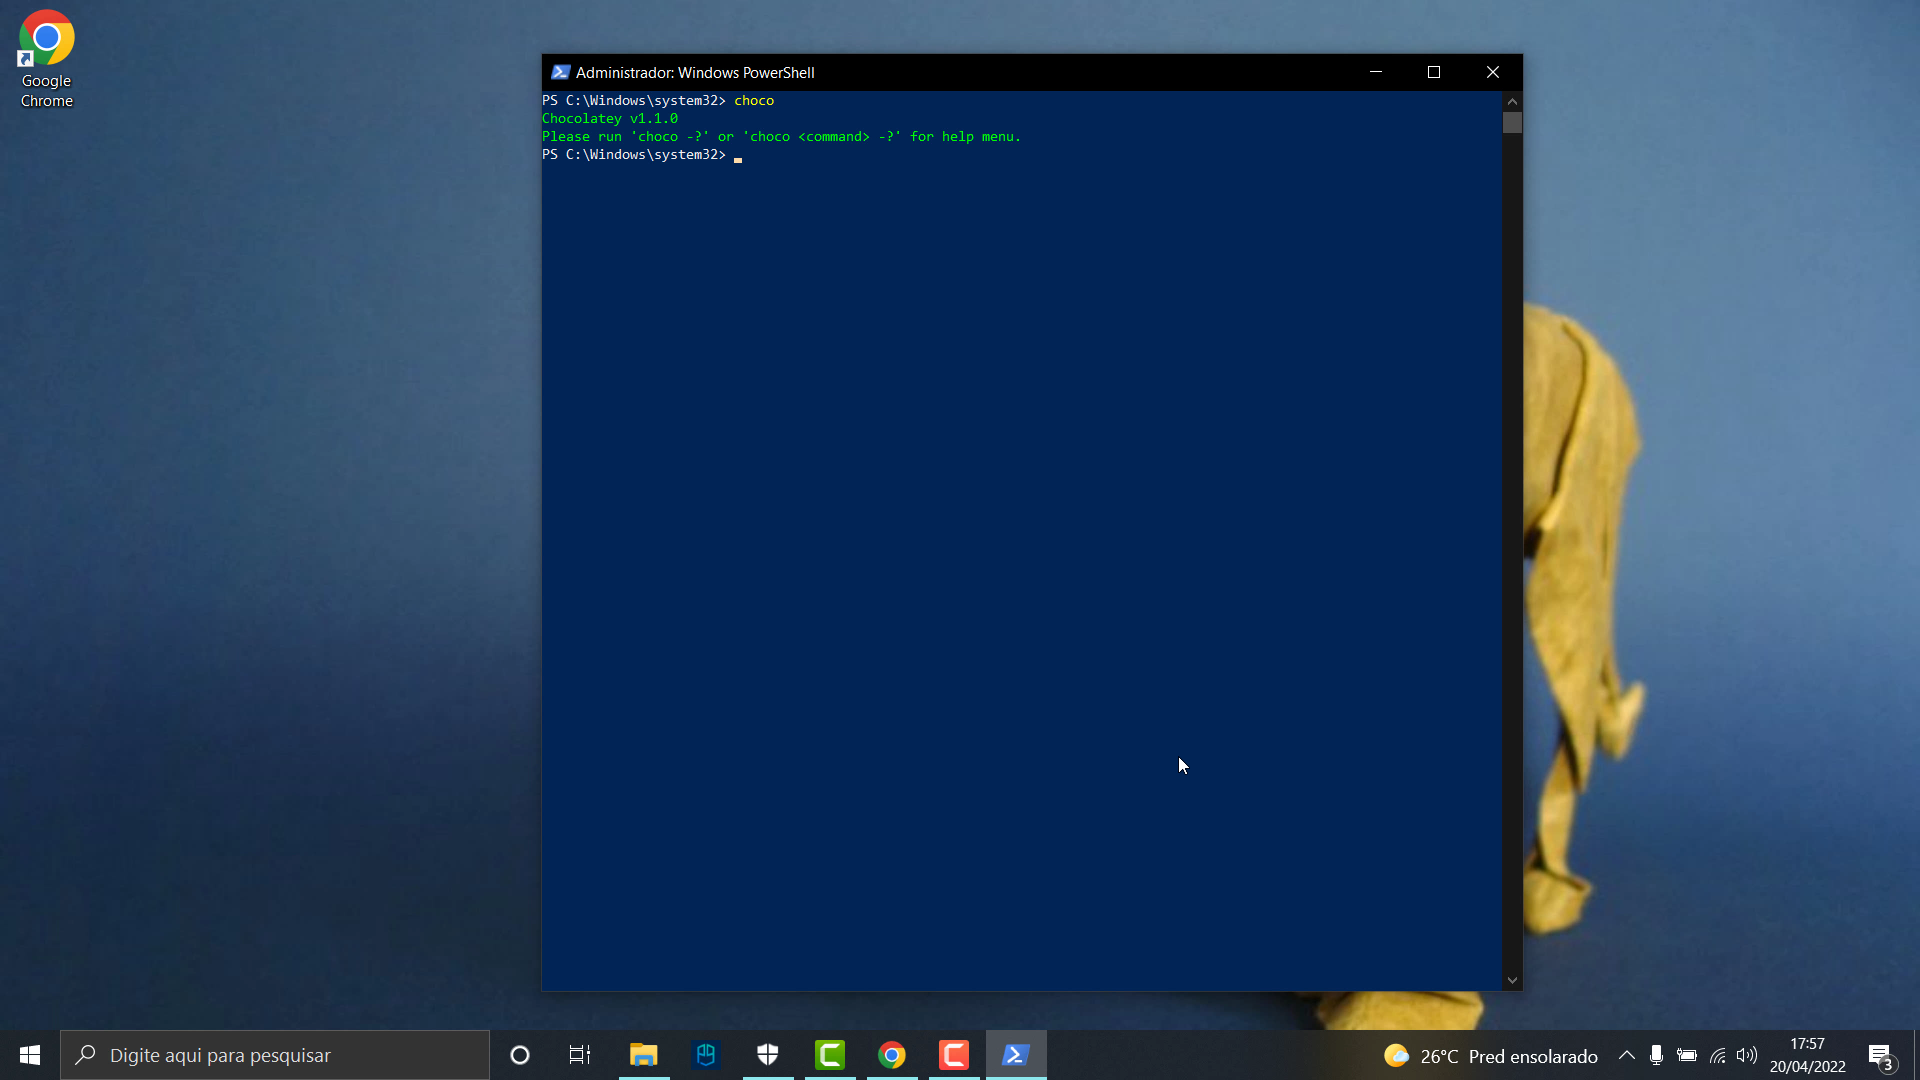 Google
Chrome
Administrador: Windows PowerShell
PS C:\Windows\system32> choco
Chocolatey v1.1.0
Please run 'choco -?' or 'choco <command> -?' for help menu.
PS C:\Windows\system32>
Digite aqui para pesquisar
26°C Pred ensolarado
17:57
20/04/2022
3